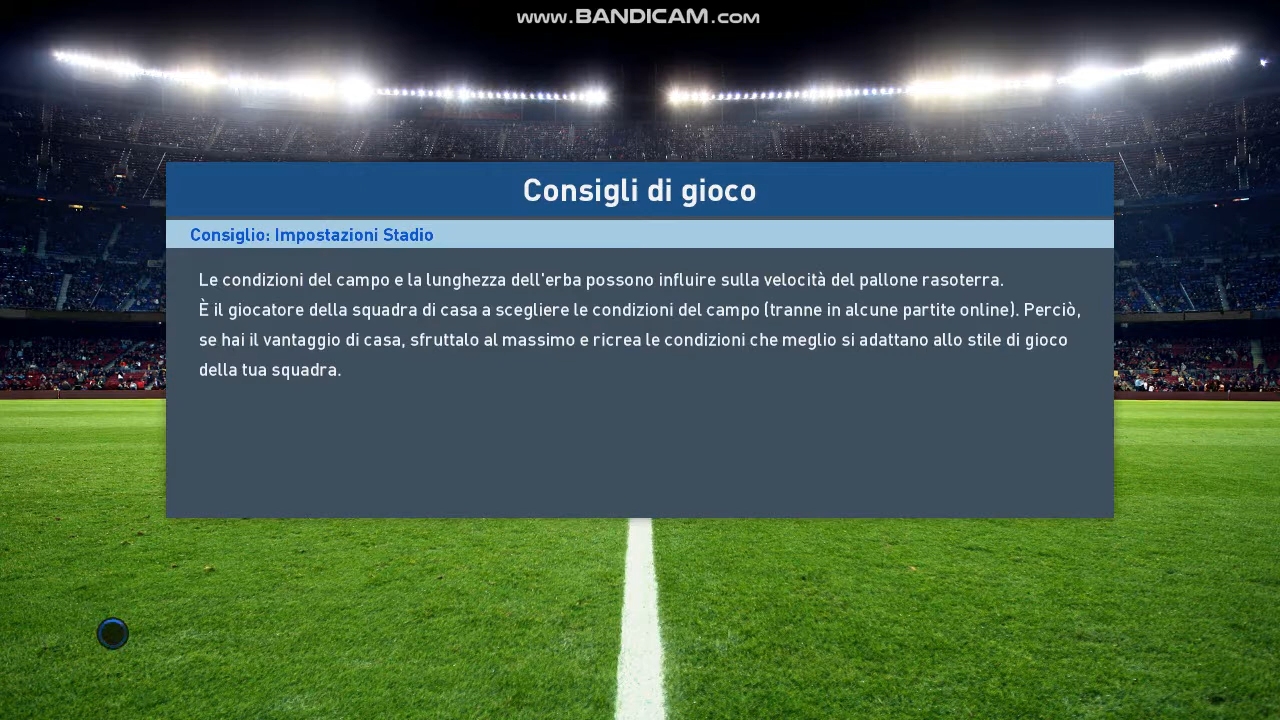 www.BANDICAM.com
Consigli di gioco
Consiglio: Impostazioni Stadio
Le condizioni del campo e la lunghezza dell'erba possono influire sulla velocità del pallone rasoterra.
È il giocatore della squadra di casa a scegliere le condizioni del campo (tranne in alcune partite online). Perciò,
se hai il vantaggio di casa, sfruttalo al massimo e ricrea le condizioni che meglio si adattano allo stile di gioco
della tua squadra.